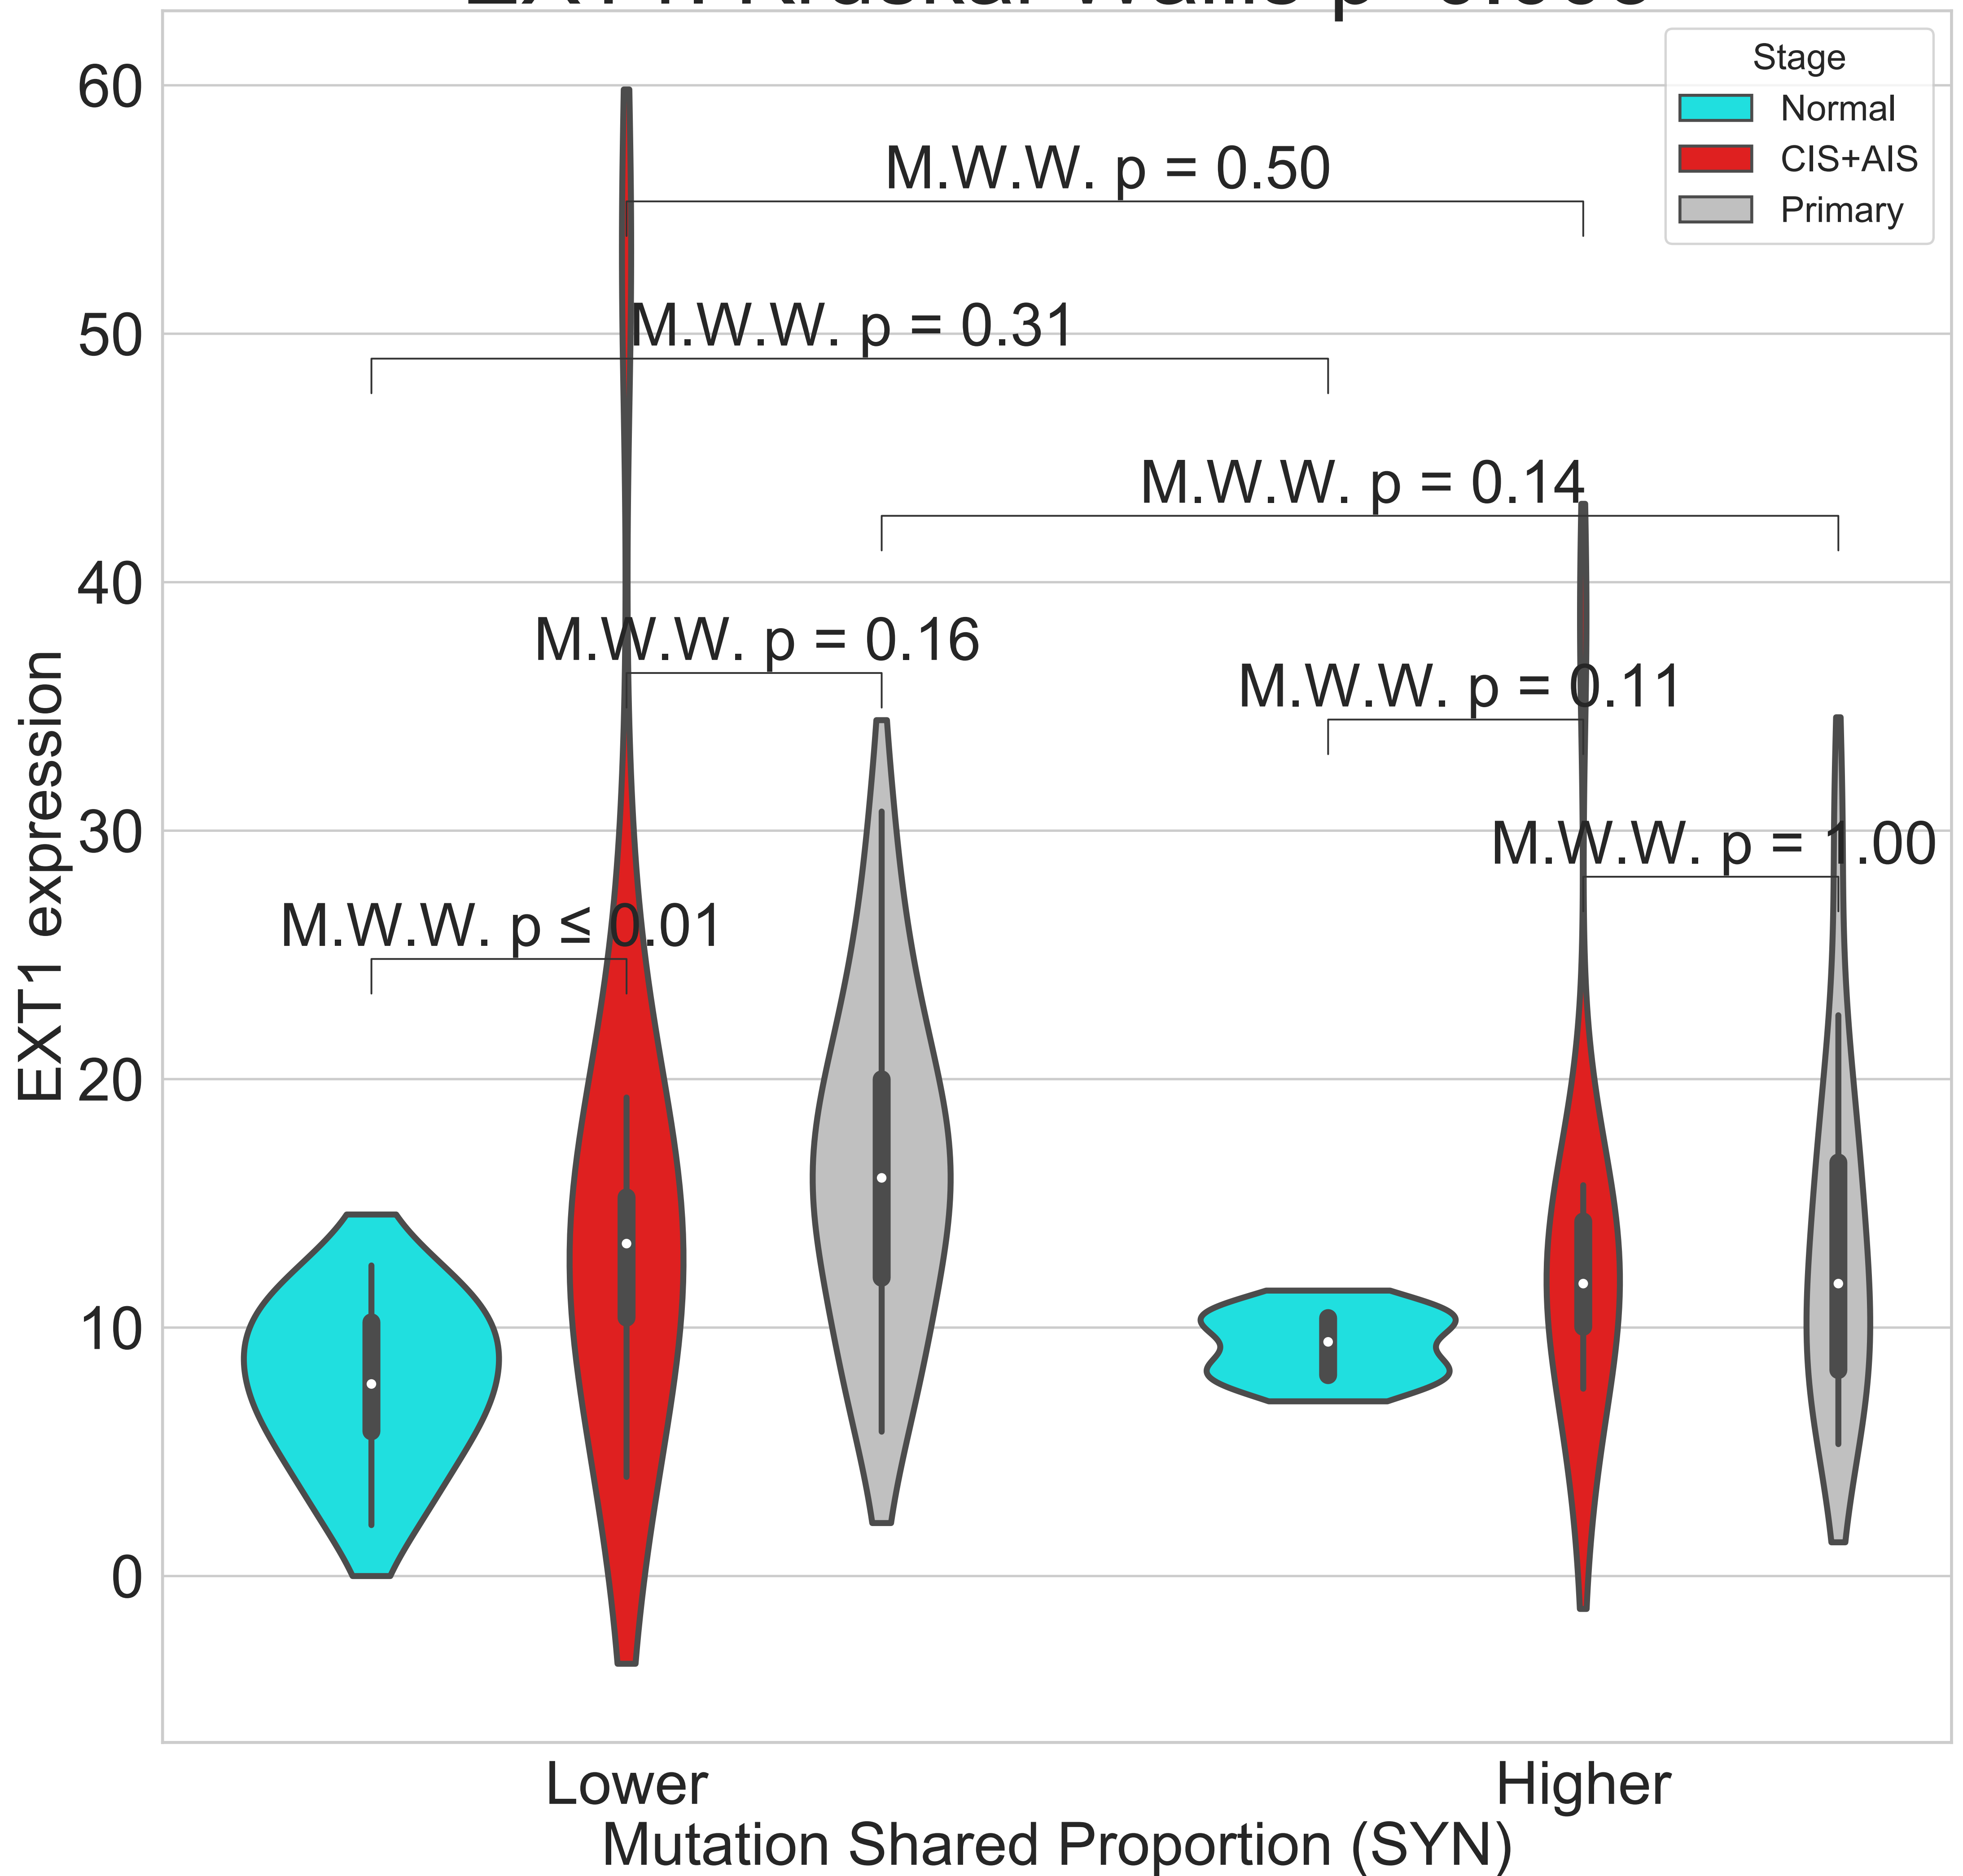 Stage
Normal
CIS+AIS
Primary
60
50
40
30
20
10
0
EXT1 expression
M.W.W. p = 0.50
M.W.W. p = 0.31
M.W.W. p = 0.14
M.W.W. p = 0.16
M.W.W. p = 0.11
M.W.W. p = 1.00
M.W.W. p ≤ 0.01
Lower
Higher
Mutation Shared Proportion (SYN)